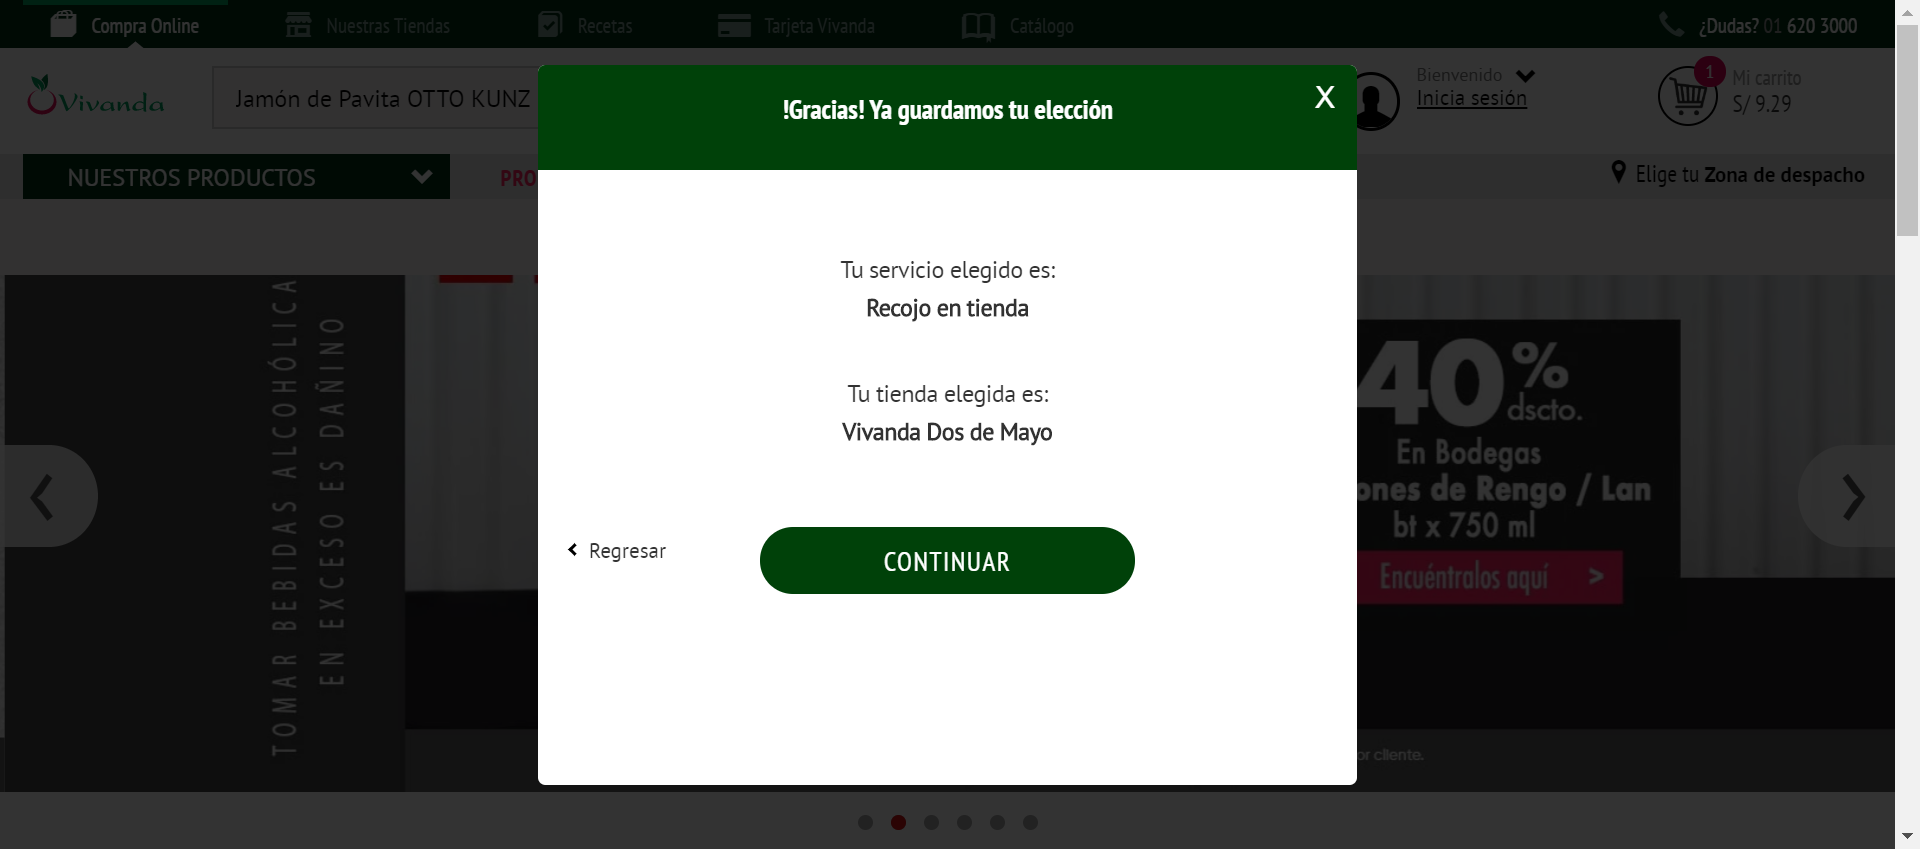 Compra Online
Nuestras Tiendas
Recetas
Tarjeta Vivanda
Catálogo
¿Dudas? 01 620 3000
Vivanda
Jamón de Pavita OTTO KUNZ
!Gracias! Ya guardamos tu elección
X
Bienvenido
Inicia sesión
1
Mi carrito
S/ 9.29
NUESTROS PRODUCTOS
PRO
Elige tu Zona de despacho
Tu servicio elegido es:
Recojo en tienda
Tu tienda elegida es:
Vivanda Dos de Mayo
Regresar
CONTINUAR
TOMAR BEBIDAS ALCOHÓLICA
EN EXCESO ES DAÑINO
40%
dscto.
En Bodegas
ones de Rengo / Lan
bt x 750 ml
Encuéntralos aquí >
or cliente.